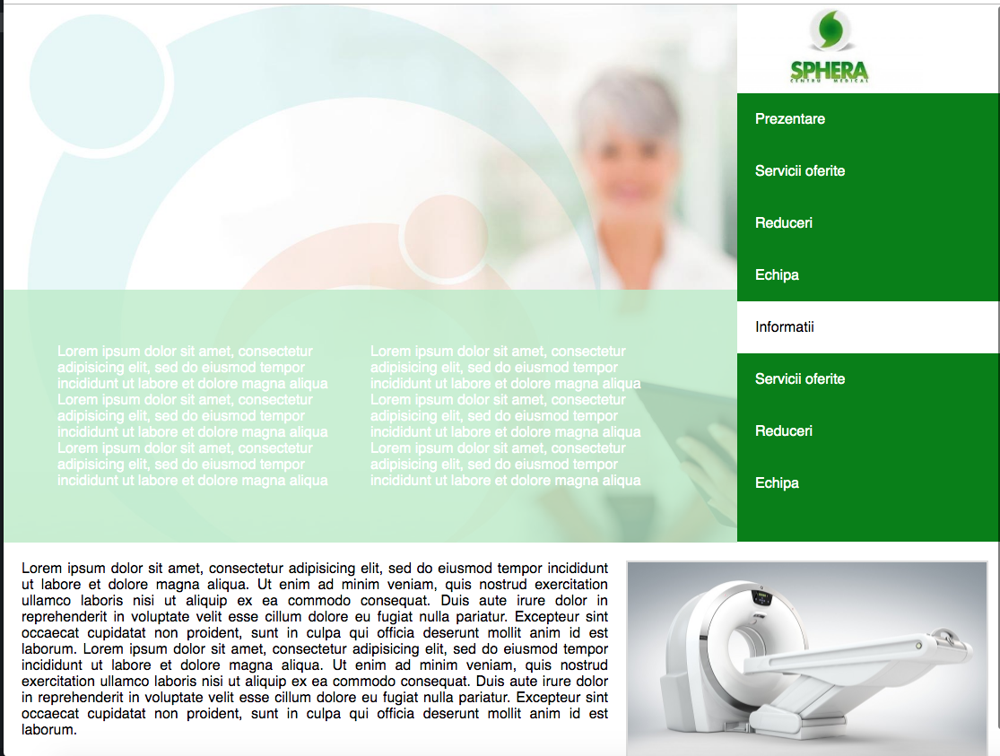 SPHERA
CENTRU MEDICAL
Prezentare
Servicii oferite
Reduceri
Echipa
Informatii
Servicii oferite
Reduceri
Echipa
Lorem ipsum dolor sit amet, consectetur
adipisicing elit, sed do eiusmod tempor
incididunt ut labore et dolore magna aliqua
Lorem ipsum dolor sit amet, consectetur
adipisicing elit, sed do eiusmod tempor
incididunt ut labore et dolore magna aliqua
Lorem ipsum dolor sit amet, consectetur
adipisicing elit, sed do eiusmod tempor
incididunt ut labore et dolore magna aliqua
Lorem ipsum dolor sit amet, consectetur
adipisicing elit, sed do eiusmod tempor
incididunt ut labore et dolore magna aliqua
Lorem ipsum dolor sit amet, consectetur
adipisicing elit, sed do eiusmod tempor
incididunt ut labore et dolore magna aliqua
Lorem ipsum dolor sit amet, consectetur
adipisicing elit, sed do eiusmod tempor
incididunt ut labore et dolore magna aliqua
Lorem ipsum dolor sit amet, consectetur adipisicing elit, sed do eiusmod tempor incididunt
ut labore et dolore magna aliqua. Ut enim ad minim veniam, quis nostrud exercitation
ullamco laboris nisi ut aliquip ex ea commodo consequat. Duis aute irure dolor in
reprehenderit in voluptate velit esse cillum dolore eu fugiat nulla pariatur. Excepteur sint
occaecat cupidatat non proident, sunt in culpa qui officia deserunt mollit anim id est
laborum. Lorem ipsum dolor sit amet, consectetur adipisicing elit, sed do eiusmod tempor
incididunt ut labore et dolore magna aliqua. Ut enim ad minim veniam, quis nostrud
exercitation ullamco laboris nisi ut aliquip ex ea commodo consequat. Duis aute irure dolor
in reprehenderit in voluptate velit esse cillum dolore eu fugiat nulla pariatur. Excepteur sint
occaecat cupidatat non proident, sunt in culpa qui officia deserunt mollit anim id est
laborum.